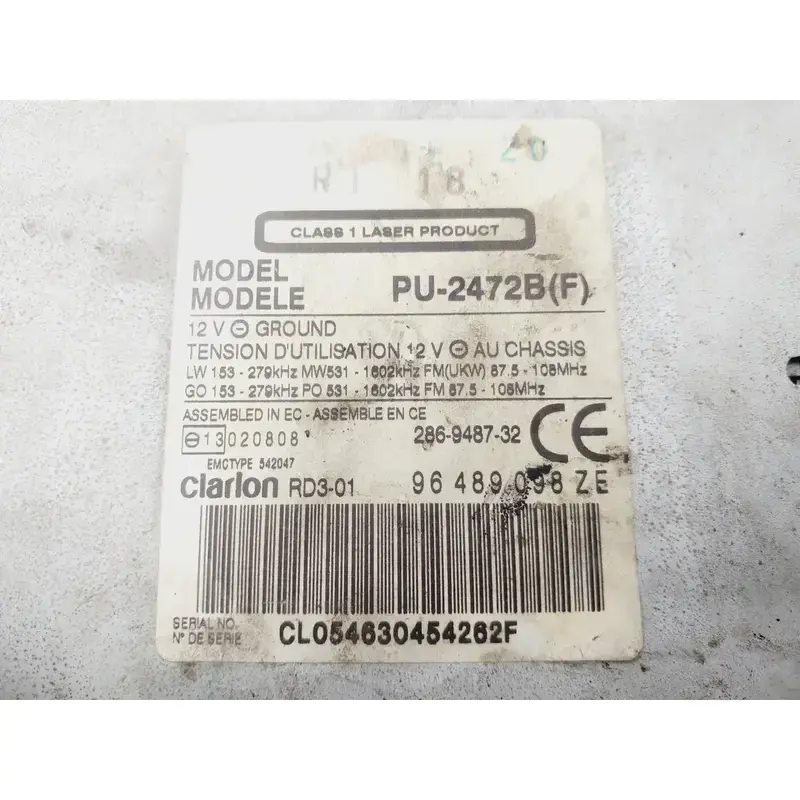 20
R1 18
CLASS 1 LASER PRODUCT
MODEL
MODELE PU-2472B(F)
12 V ⊖ GROUND
TENSION D'UTILISATION 12 V ⊖ AU CHASSIS
LW 153 - 279kHz MW531 - 1602kHz FM(UKW) 87.5 - 108MHz
GO 153 - 279kHz PO 531 - 1602kHz FM 87.5 - 108MHz
ASSEMBLED IN EC - ASSEMBLE EN CE
⊖13020808 286-9487-32 CE
EMCTYPE 542047
Clarion RD3-01 96 489 098 ZE
SERIAL NO.
N° DE SERIE CL054630454262F